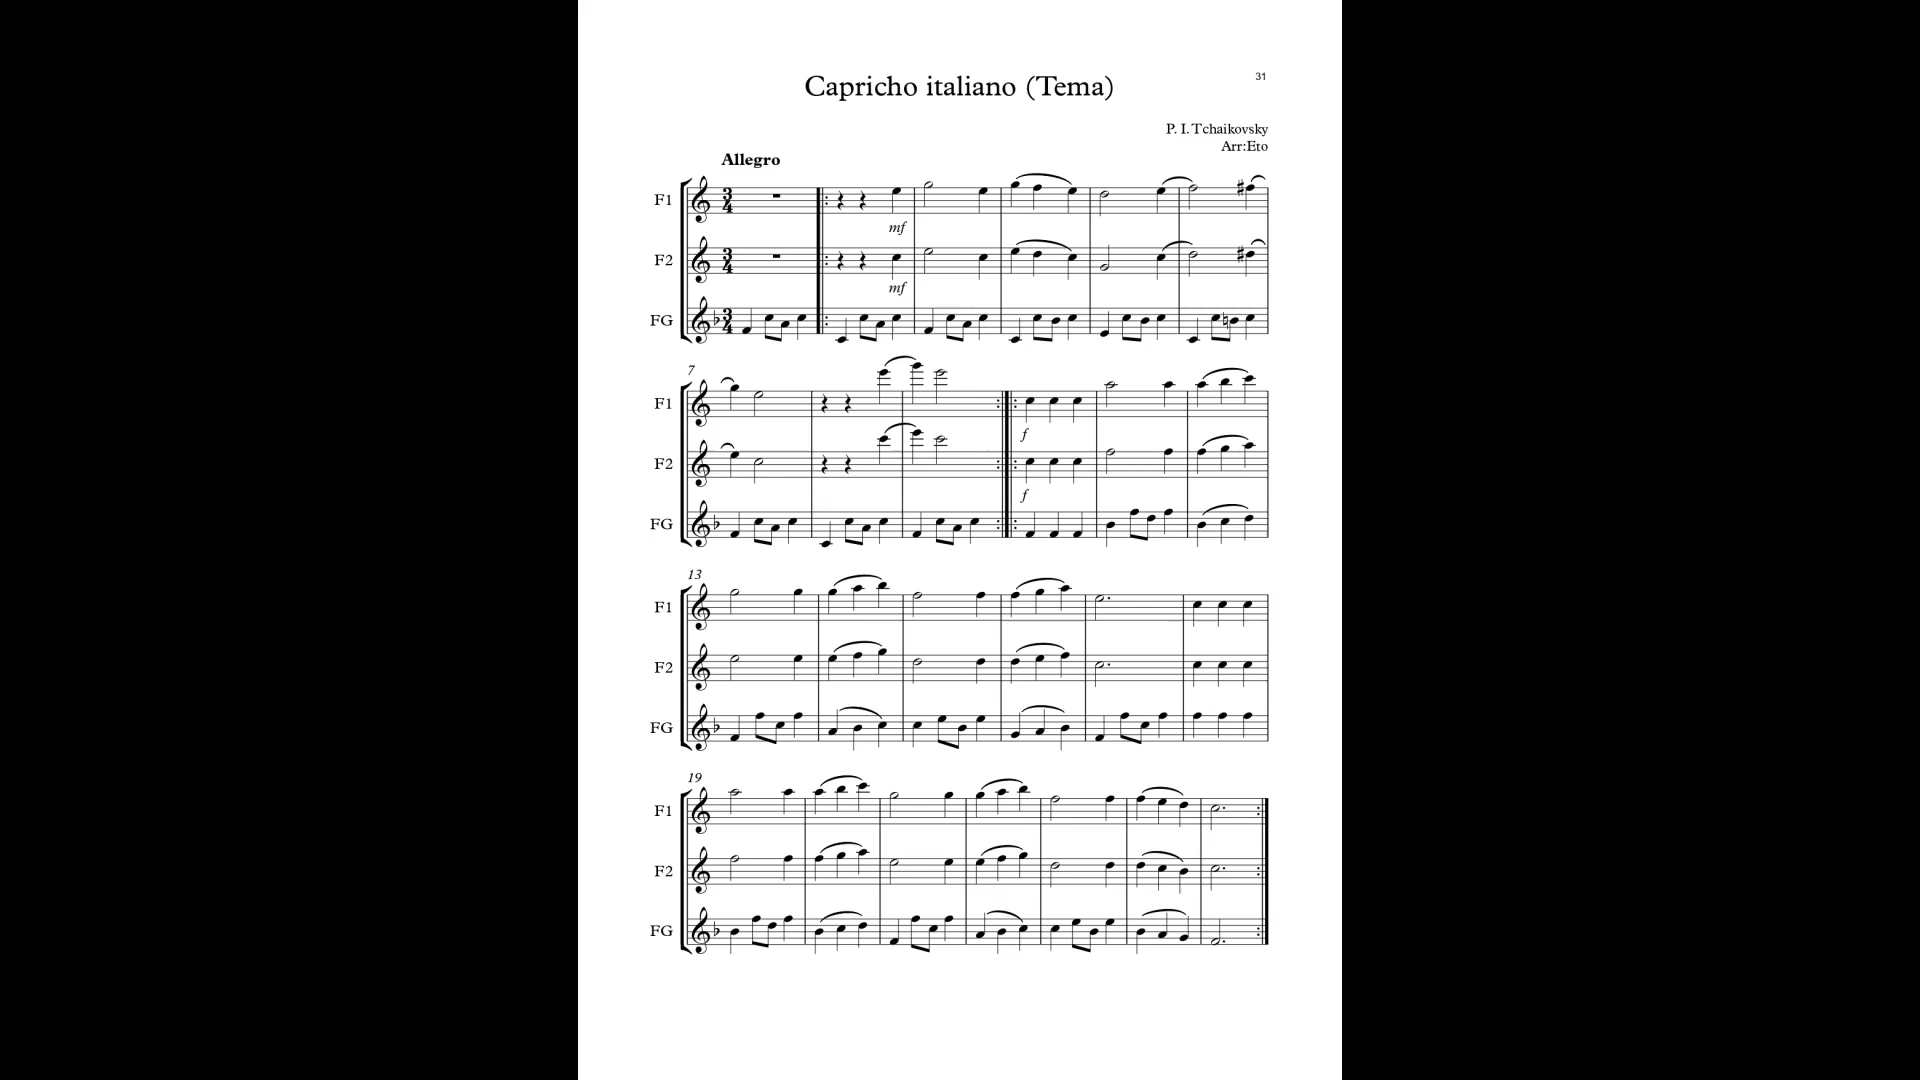 31
Capricho italiano (Tema)
P. I. Tchaikovsky
Arr:Eto
Allegro
F1
mf
F2
mf
FG
7
F1
f
F2
f
FG
13
F1
F2
FG
19
F1
F2
FG